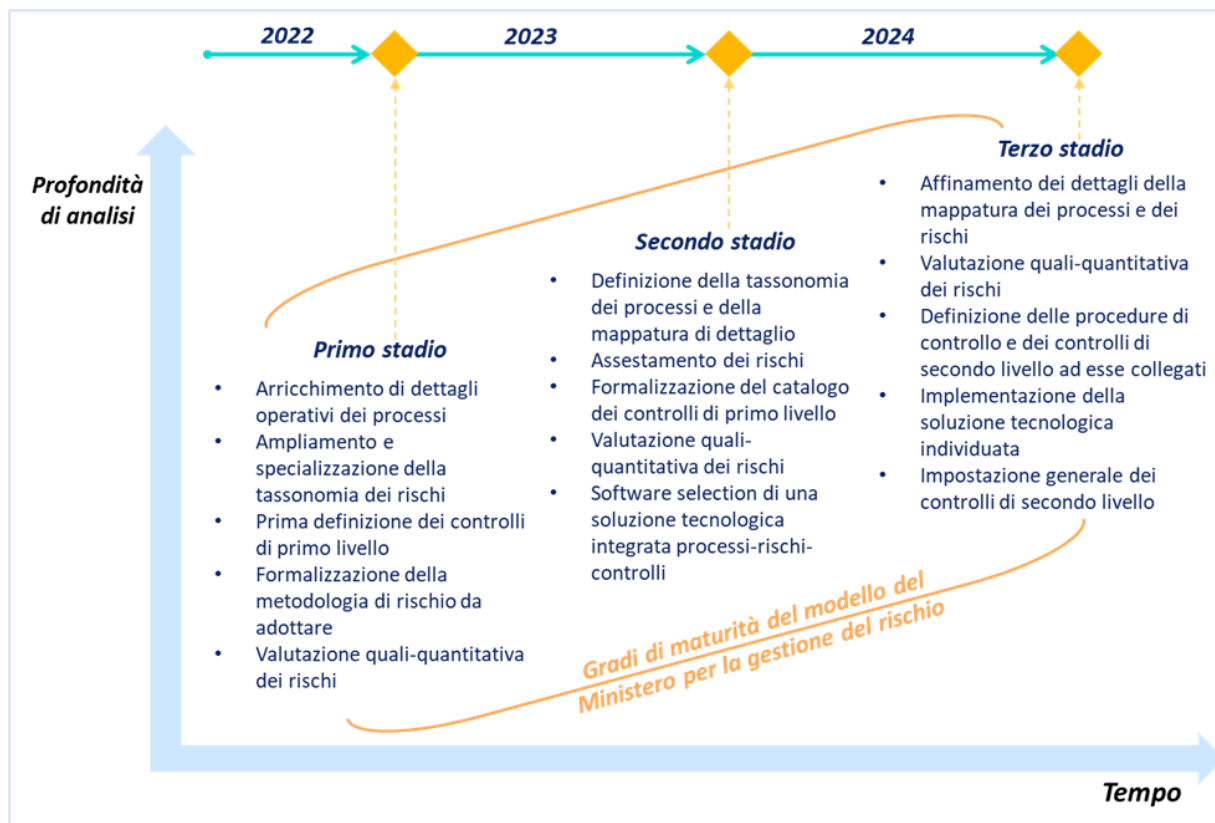 2022
2023
2024
Profondità
di analisi
Primo stadio
• Arricchimento di dettagli
operativi dei processi
• Ampliamento e
specializzazione della
tassonomia dei rischi
• Prima definizione dei controlli
di primo livello
• Formalizzazione della
metodologia di rischio da
adottare
• Valutazione quali-quantitativa
dei rischi
Secondo stadio
• Definizione della tassonomia
dei processi e della
mappatura di dettaglio
• Assestamento dei rischi
• Formalizzazione del catalogo
dei controlli di primo livello
• Valutazione quali-
quantitativa dei rischi
• Software selection di una
soluzione tecnologica
integrata processi-rischi-
controlli
Terzo stadio
• Affinamento dei dettagli della
mappatura dei processi e dei
rischi
• Valutazione quali-quantitativa
dei rischi
• Definizione delle procedure di
controllo e dei controlli di
secondo livello ad esse collegati
• Implementazione della
soluzione tecnologica
individuata
• Impostazione generale dei
controlli di secondo livello
Gradi di maturità del modello del
Ministero per la gestione del rischio
Tempo